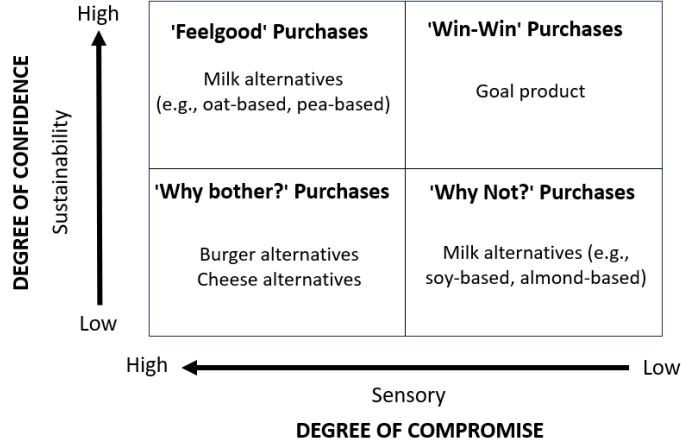 High
'Feelgood' Purchases
'Win-Win' Purchases
Milk alternatives
(e.g., oat-based, pea-based)
Goal product
DEGREE OF CONFIDENCE
Sustainability
'Why bother?' Purchases
'Why Not?' Purchases
Burger alternatives
Cheese alternatives
Milk alternatives (e.g.,
soy-based, almond-based)
Low
High
Low
Sensory
DEGREE OF COMPROMISE